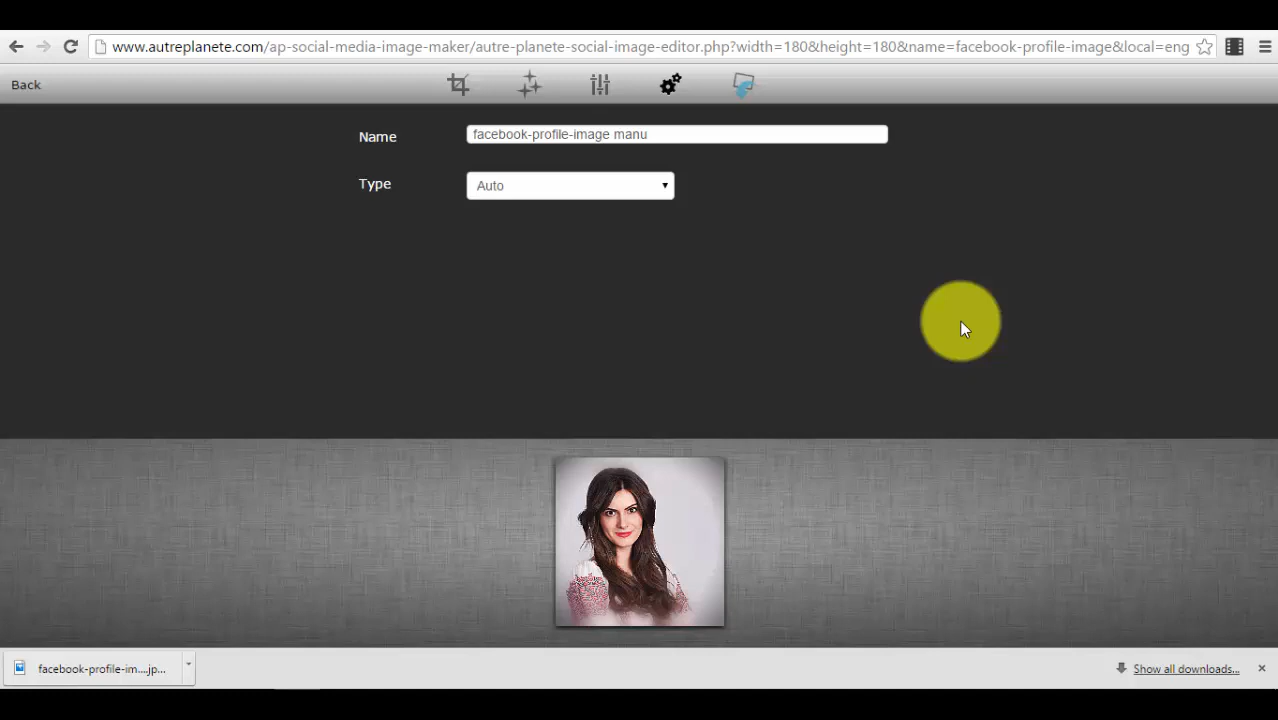 www.autreplanete.com/ap-social-media-image-maker/autre-planete-social-image-editor.php?width=180&height=180&name=facebook-profile-image&local=eng
Back
Name
facebook-profile-image manu
Type
Auto
facebook-profile-im....jp...
Show all downloads...